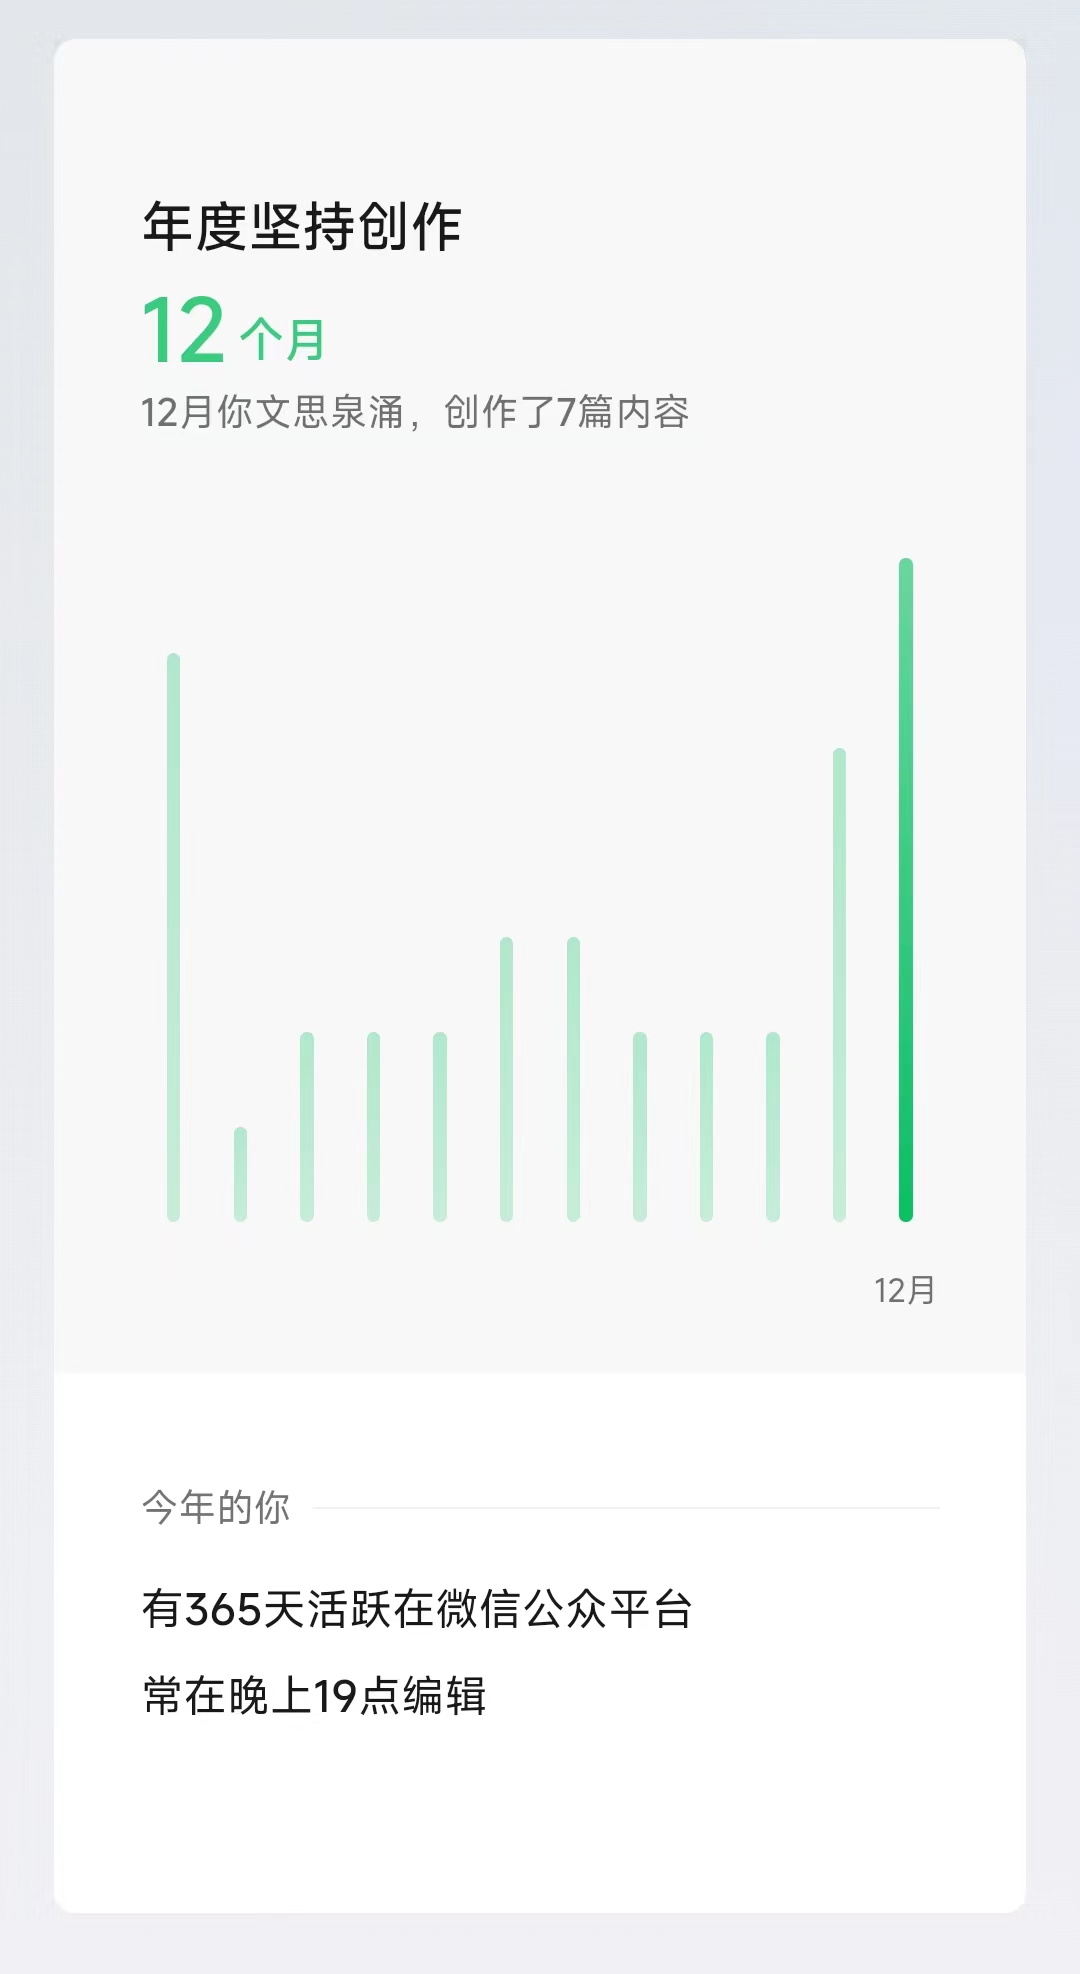 年度坚持创作
12个月
12月你文思泉涌，创作了7篇内容
12月
今年的你
有365天活跃在微信公众平台
常在晚上19点编辑